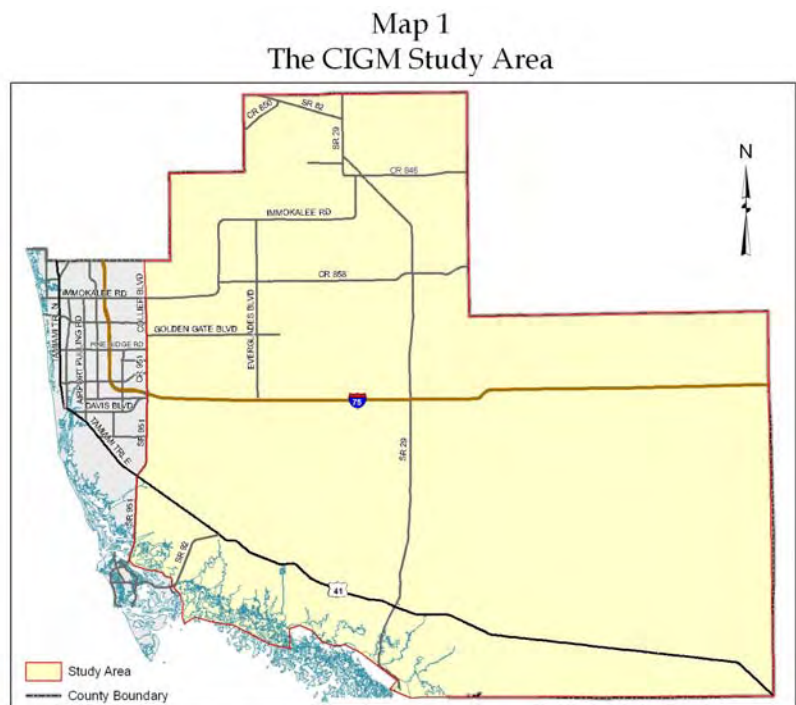 Map 1
The CIGM Study Area
CR 850
SR 82
SR 29
CR 846
N
IMMOKALEE RD
CR 858
EVERGLADES BLVD
GOLDEN GATE BLVD
IMMOKALEE RD
COLLIER BLVD
TAMIAMI TR. N
AIRPORT PULLING RD
PINE RIDGE RD
CR 951
DAVIS BLVD
75
SR 951
TAMIAMI TRL E
SR 29
SR 951
SR 92
41
Study Area
County Boundary